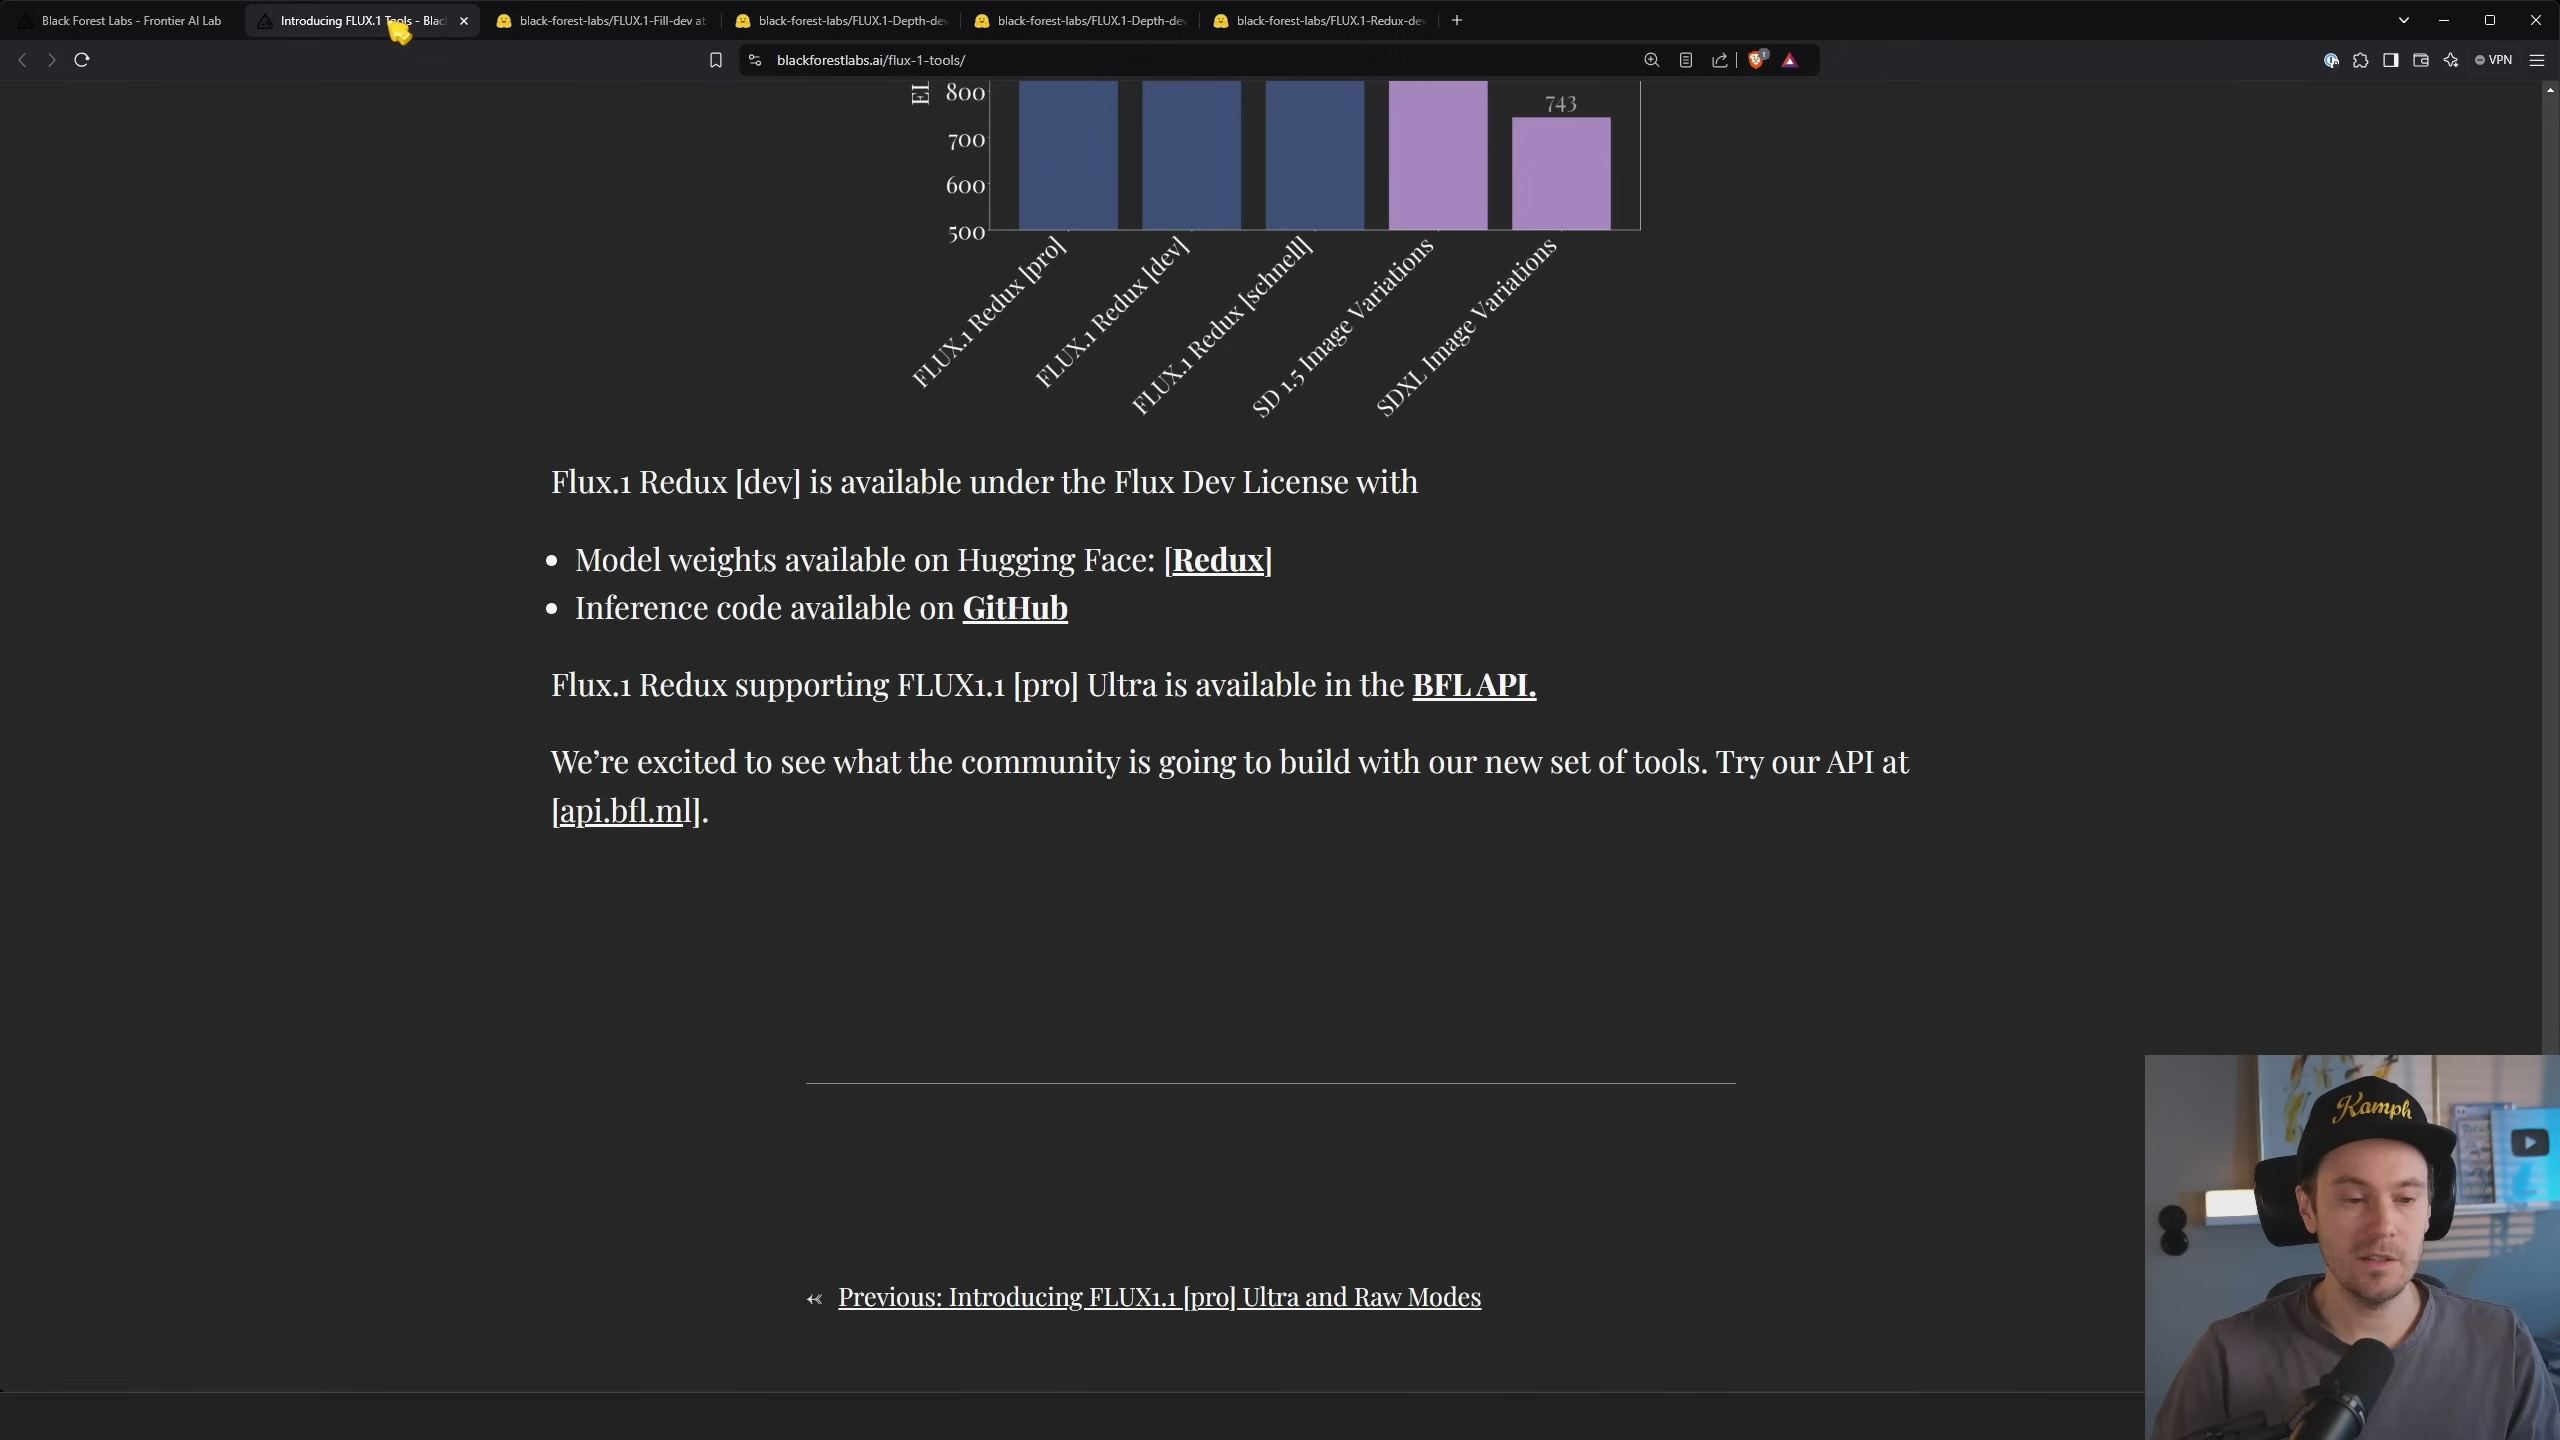 Black Forest Labs - Frontier AI Lab
Introducing FLUX.1 Tools - Blac
black-forest-labs/FLUX.1-Fill-dev at
black-forest-labs/FLUX.1-Depth-dev
black-forest-labs/FLUX.1-Depth-dev
black-forest-labs/FLUX.1-Redux-dev
blackforestlabs.ai/flux-1-tools/
1
VPN
800
743
700
600
500
FLUX.1 Redux [pro]
FLUX.1 Redux [dev]
FLUX.1 Redux [schnell]
SD 1.5 Image Variations
SDXL Image Variations
Flux.1 Redux [dev] is available under the Flux Dev License with
• Model weights available on Hugging Face: [Redux]
• Inference code available on GitHub
Flux.1 Redux supporting FLUX1.1 [pro] Ultra is available in the BFL API.
We’re excited to see what the community is going to build with our new set of tools. Try our API at
[api.bfl.ml].
Kamph
Previous: Introducing FLUX1.1 [pro] Ultra and Raw Modes